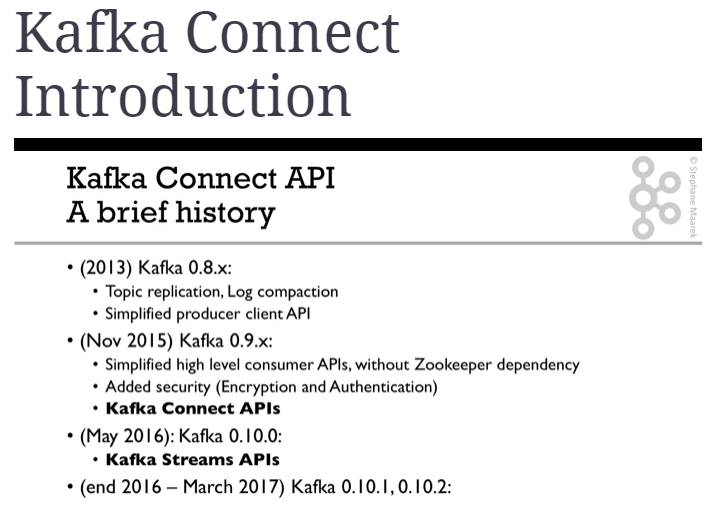 Kafka Connect
Introduction
Kafka Connect API
A brief history
© Stephane Maarek
• (2013) Kafka 0.8.x:
• Topic replication, Log compaction
• Simplified producer client API
• (Nov 2015) Kafka 0.9.x:
• Simplified high level consumer APIs, without Zookeeper dependency
• Added security (Encryption and Authentication)
• Kafka Connect APIs
• (May 2016): Kafka 0.10.0:
• Kafka Streams APIs
• (end 2016 – March 2017) Kafka 0.10.1, 0.10.2: